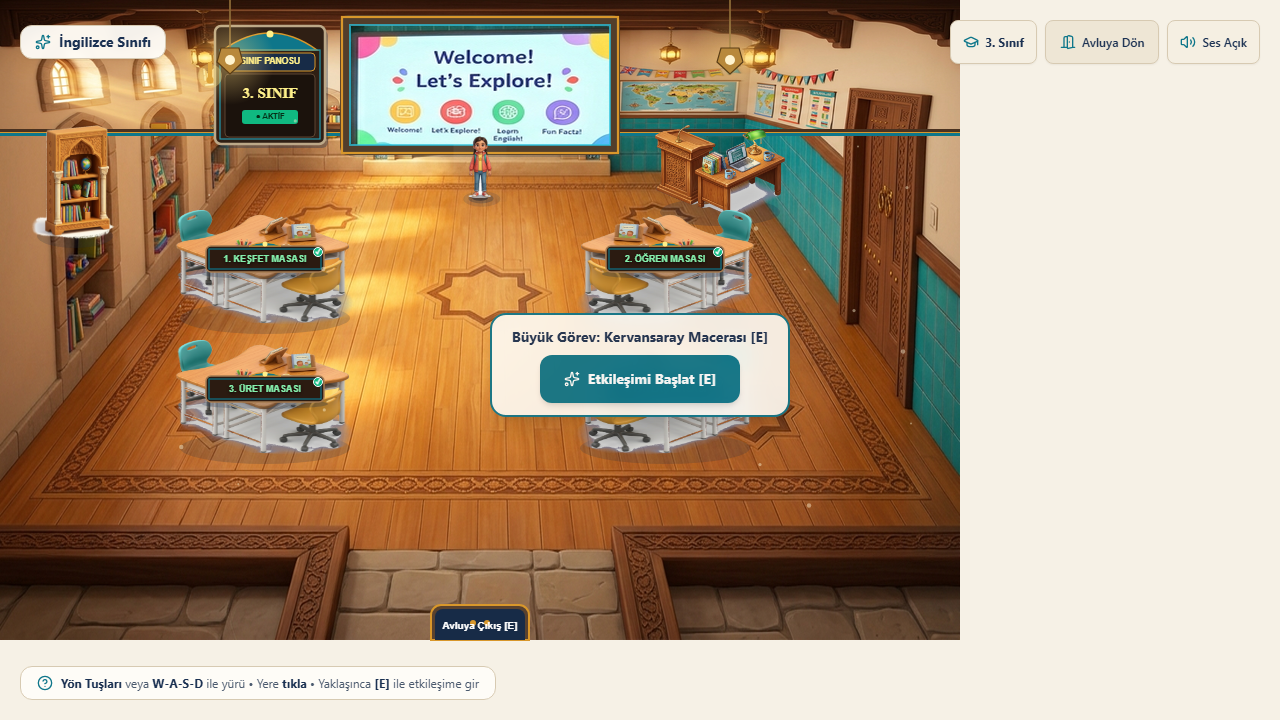 İngilizce Sınıfı
3. Sınıf
Avluya Dön
Ses Açık
SINIF PANOSU
3. SINIF
• AKTİF
Welcome!
Let's Explore!
Welcome!
Let's Explore!
Learn English!
Fun Facta!
1. KEŞFET MASASI
2. ÖĞREN MASASI
3. ÜRET MASASI
Büyük Görev: Kervansaray Macerası [E]
Etkileşimi Başlat [E]
Avluya Çıkış [E]
Yön Tuşları veya W-A-S-D ile yürü • Yere tıkla • Yaklaşınca [E] ile etkileşime gir